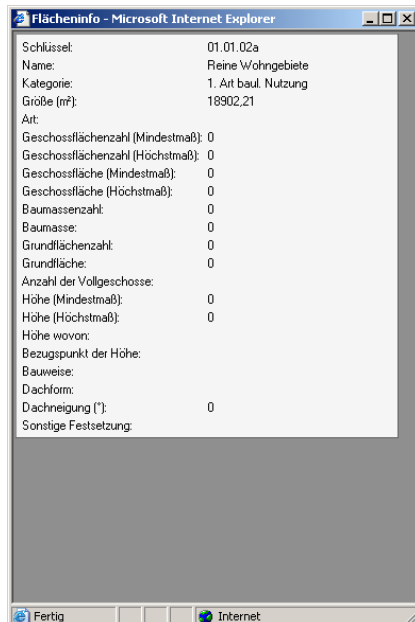 Flächeninfo - Microsoft Internet Explorer
Schlüssel: 01.01.02a
Name: Reine Wohngebiete
Kategorie: 1. Art baul. Nutzung
Größe (m²): 18902,21
Art:
Geschossflächenzahl (Mindestmaß): 0
Geschossflächenzahl (Höchstmaß): 0
Geschossfläche (Mindestmaß): 0
Geschossfläche (Höchstmaß): 0
Baumassenzahl: 0
Baumasse: 0
Grundflächenzahl: 0
Grundfläche: 0
Anzahl der Vollgeschosse:
Höhe (Mindestmaß): 0
Höhe (Höchstmaß): 0
Höhe wovon:
Bezugspunkt der Höhe:
Bauweise:
Dachform:
Dachneigung (°): 0
Sonstige Festsetzung:
Fertig Internet